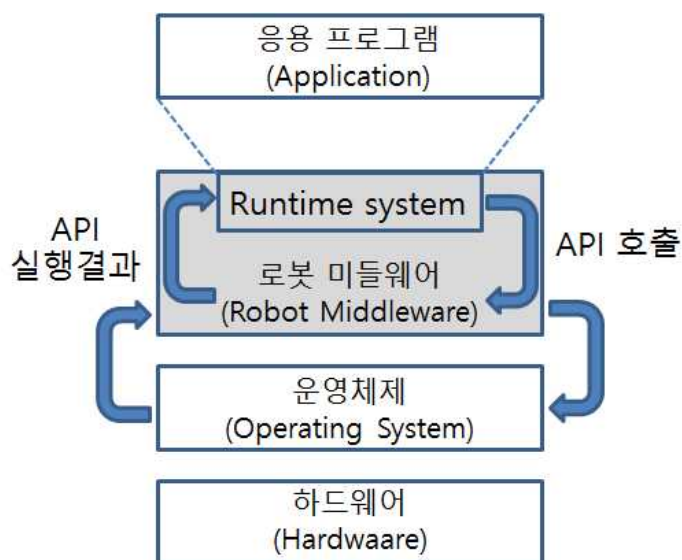 응용 프로그램
(Application)
Runtime system
API
실행결과
API 호출
로봇 미들웨어
(Robot Middleware)
운영체제
(Operating System)
하드웨어
(Hardwaare)